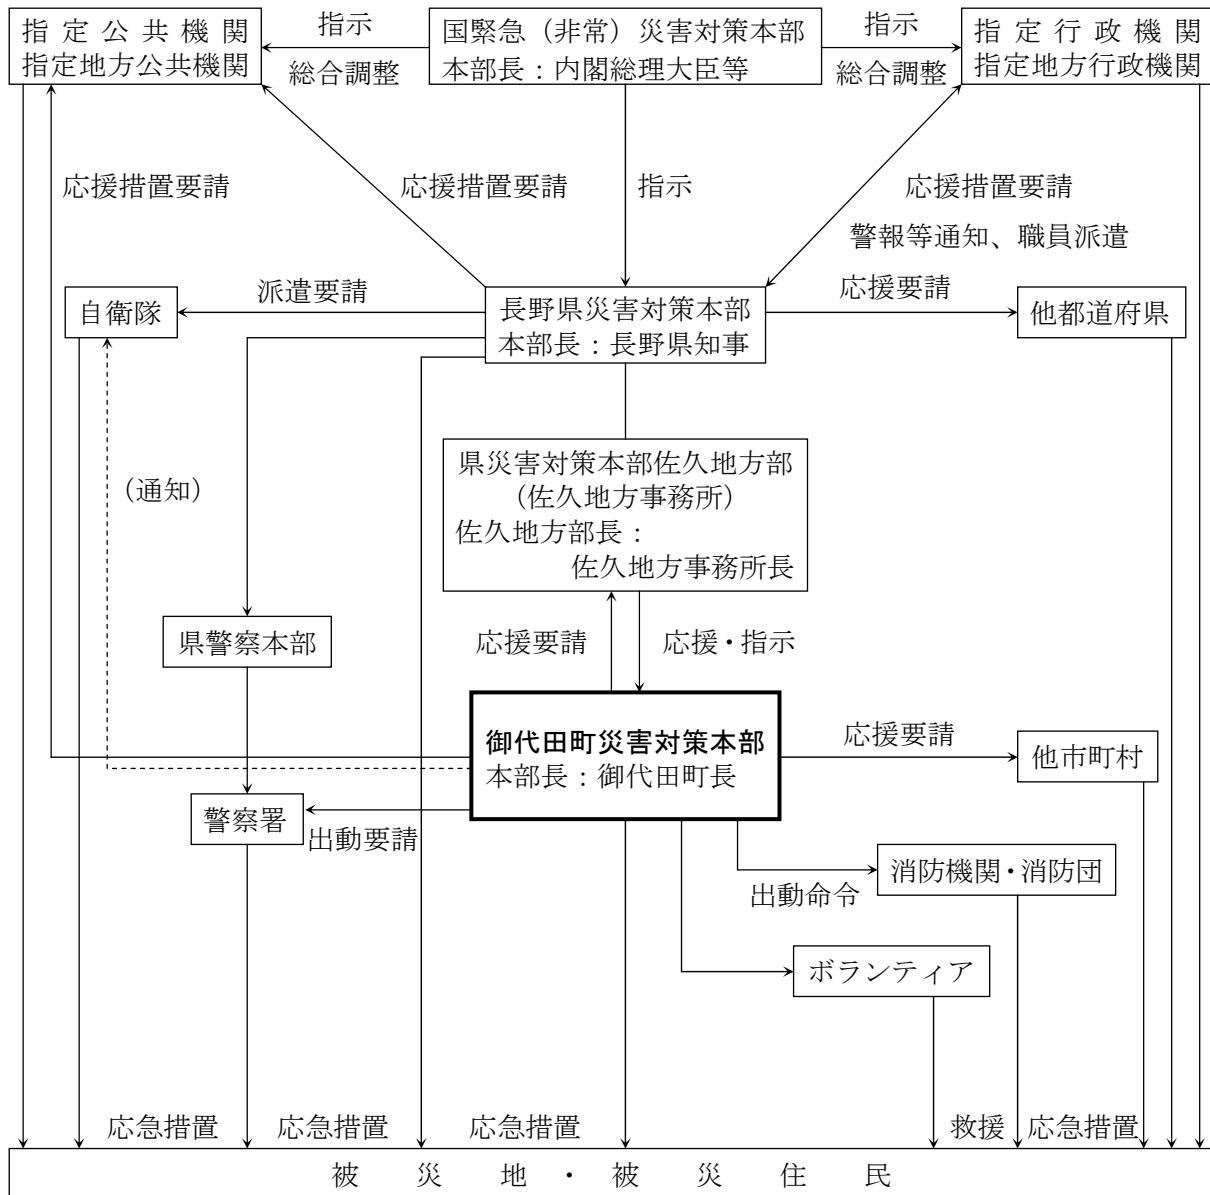 指定公共機関
指定地方公共機関
指示
総合調整
国緊急（非常）災害対策本部
本部長：内閣総理大臣等
指示
総合調整
指定行政機関
指定地方行政機関
応援措置要請
応援措置要請
指示
応援措置要請
警報等通知、職員派遣
自衛隊
派遣要請
長野県災害対策本部
本部長：長野県知事
応援要請
他都道府県
（通知）
県災害対策本部佐久地方部
（佐久地方事務所）
佐久地方部長：
佐久地方事務所長
県警察本部
応援要請
応援・指示
御代田町災害対策本部
本部長：御代田町長
応援要請
他市町村
警察署
出動要請
消防機関・消防団
出動命令
ボランティア
応急措置
応急措置
応急措置
救援
応急措置
被災地・被災住民